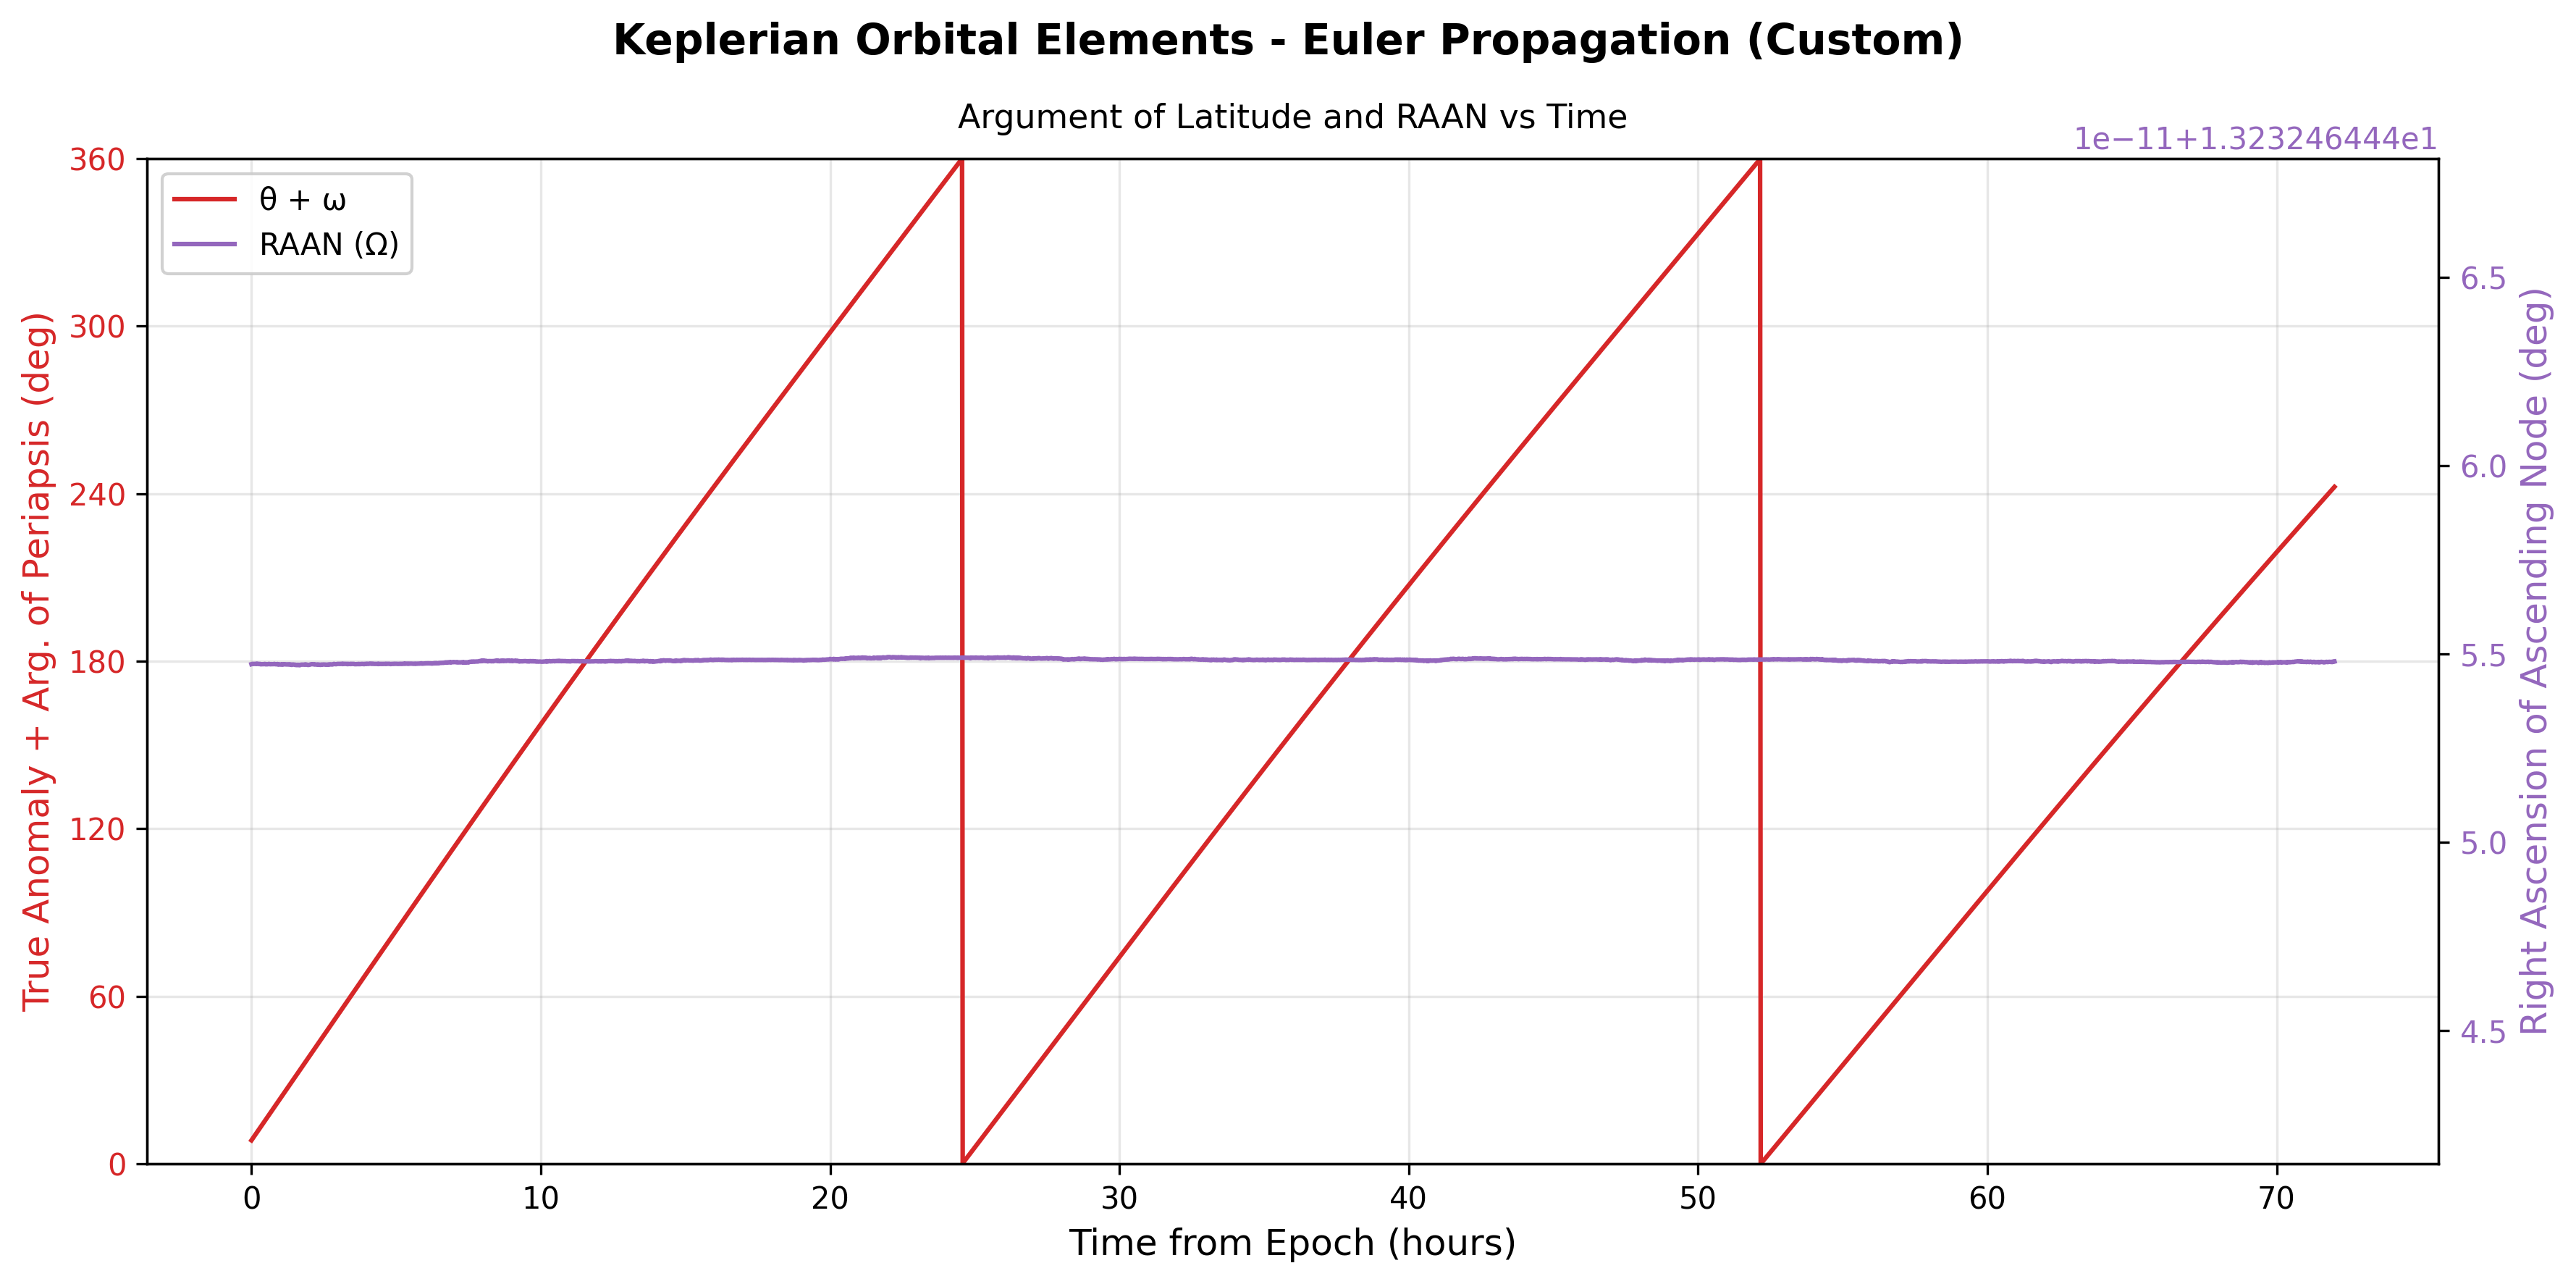 Keplerian Orbital Elements - Euler Propagation (Custom)
Argument of Latitude and RAAN vs Time
1e−11+1.323246444e1
θ + ω
RAAN (Ω)
True Anomaly + Arg. of Periapsis (deg)
360
300
240
180
120
60
0
Right Ascension of Ascending Node (deg)
6.5
6.0
5.5
5.0
4.5
0 10 20 30 40 50 60 70
Time from Epoch (hours)